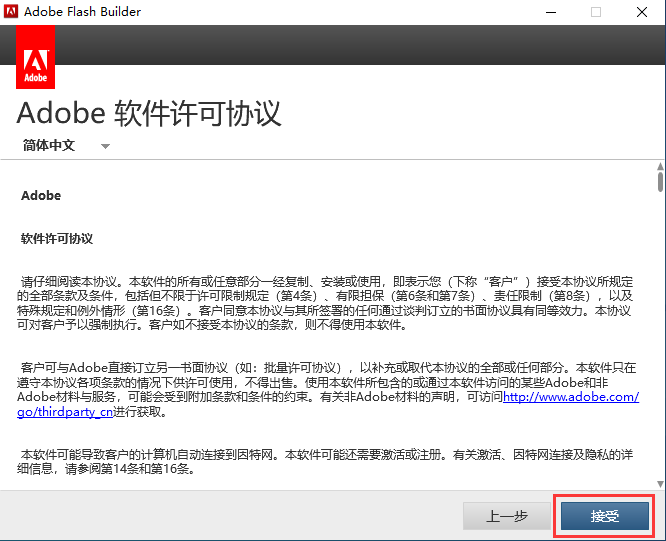 Adobe Flash Builder
Adobe
Adobe 软件许可协议
简体中文
Adobe
软件许可协议
请仔细阅读本协议。本软件的所有或任意部分一经复制、安装或使用，即表示您（下称“客户”）接受本协议所规定
的全部条款及条件，包括但不限于许可限制规定（第4条）、有限担保（第6条和第7条）、责任限制（第8条），以及
特殊规定和例外情形（第16条）。客户同意本协议与其所签署的任何通过谈判订立的书面协议具有同等效力。本协议
可对客户予以强制执行。客户如不接受本协议的条款，则不得使用本软件。
客户可与Adobe直接订立另一书面协议（如：批量许可协议），以补充或取代本协议的全部或任何部分。本软件只在
遵守本协议各项条款的情况下供许可使用，不得出售。使用本软件所包含的或通过本软件访问的某些Adobe和非
Adobe材料与服务，可能会受到附加条款和条件的约束。有关非Adobe材料的声明，可访问http://www.adobe.com/
go/thirdparty_cn进行获取。
本软件可能导致客户的计算机自动连接到因特网。本软件可能还需要激活或注册。有关激活、因特网连接及隐私的详
细信息，请参阅第14条和第16条。
上一步
接受